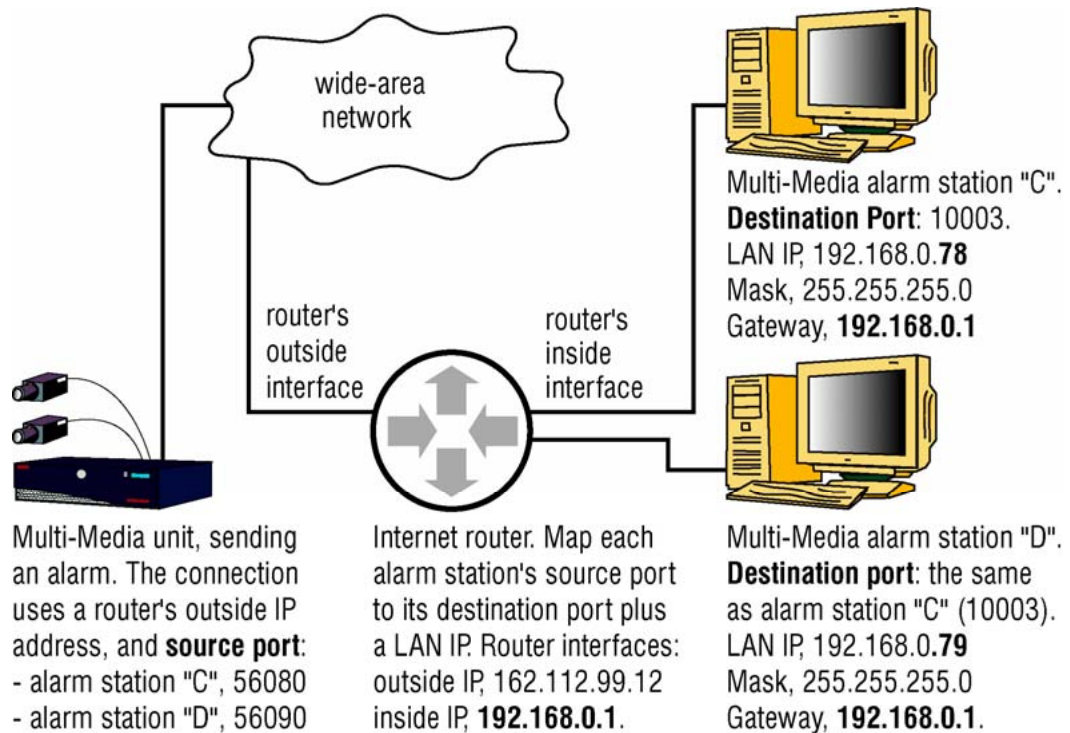 wide-area
network
Multi-Media alarm station "C".
Destination Port: 10003.
LAN IP, 192.168.0.78
Mask, 255.255.255.0
Gateway, 192.168.0.1
router's
outside
interface
router's
inside
interface
Multi-Media unit, sending
an alarm. The connection
uses a router's outside IP
address, and source port:
- alarm station "C", 56080
- alarm station "D", 56090
Internet router. Map each
alarm station's source port
to its destination port plus
a LAN IP. Router interfaces:
outside IP, 162.112.99.12
inside IP, 192.168.0.1.
Multi-Media alarm station "D".
Destination port: the same
as alarm station "C" (10003).
LAN IP, 192.168.0.79
Mask, 255.255.255.0
Gateway, 192.168.0.1.